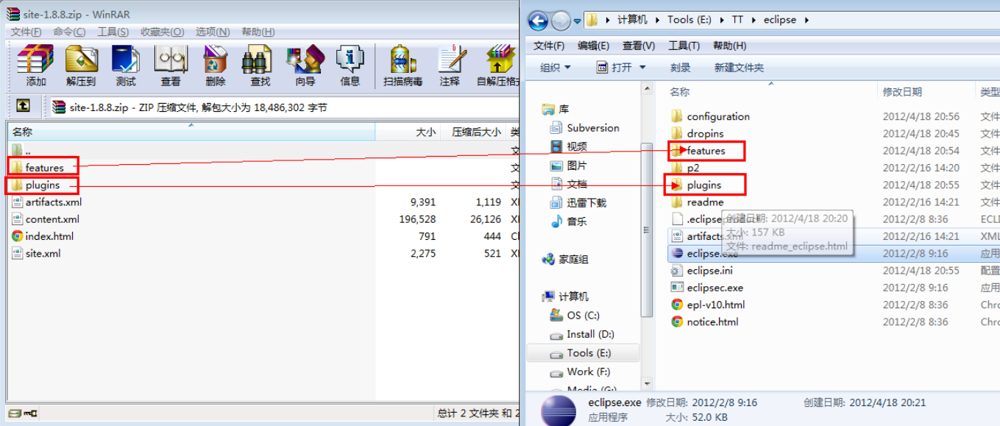 site-1.8.8.zip - WinRAR
文件(F) 命令(C) 工具(S) 收藏夹(O) 选项(N) 帮助(H)
添加 解压到 测试 查看 删除 查找 向导 信息 扫描病毒 注释 自解压格式
site-1.8.8.zip - ZIP 压缩文件, 解包大小为 18,486,302 字节
名称 大小 压缩后大小 类
.. 文
features 文
plugins 文
artifacts.xml 9,391 1,119 XI
content.xml 196,528 26,126 XI
index.html 791 444 CI
site.xml 2,275 521 XI
总计 2 文件夹 和 2
计算机 Tools (E:) TT eclipse
文件(F) 编辑(E) 查看(V) 工具(T) 帮助(H)
组织 打开 刻录 新建文件夹
库
Subversion
视频
图片
文档
迅雷下载
音乐
家庭组
计算机
OS (C:)
Install (D:)
Tools (E:)
Work (F:)
Media (G:)
名称 修改日期 类型
configuration 2012/4/18 20:56 文件
dropins 2012/4/18 20:45 文件
features 2012/4/18 20:54 文件
p2 2012/2/16 14:20 文件
plugins 2012/4/18 20:55 文件
readme 2012/2/16 14:21 文件
.eclipsep 2012/2/8 8:36 ECLI
artifacts.xml 2012/2/16 14:21 XML
eclipse.exe 2012/2/8 9:16 应用
eclipse.ini 2012/4/18 20:55 配置
eclipsec.exe 2012/2/8 9:16 应用
epl-v10.html 2012/2/8 8:36 Chro
notice.html 2012/2/8 8:36 Chro
创建日期: 2012/4/18 20:20
大小: 157 KB
文件: readme_eclipse.html
eclipse.exe 修改日期: 2012/2/8 9:16 创建日期: 2012/4/18 20:21
应用程序 大小: 52.0 KB